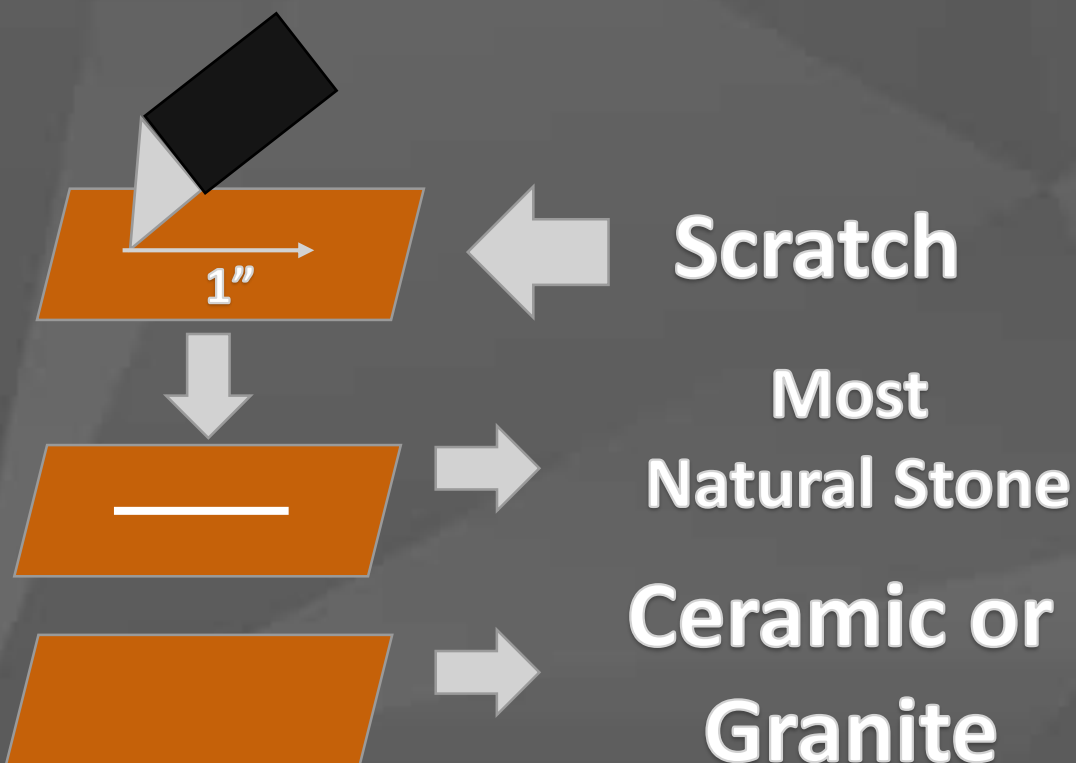 Scratch
1”
Most
Natural Stone
Ceramic or
Granite